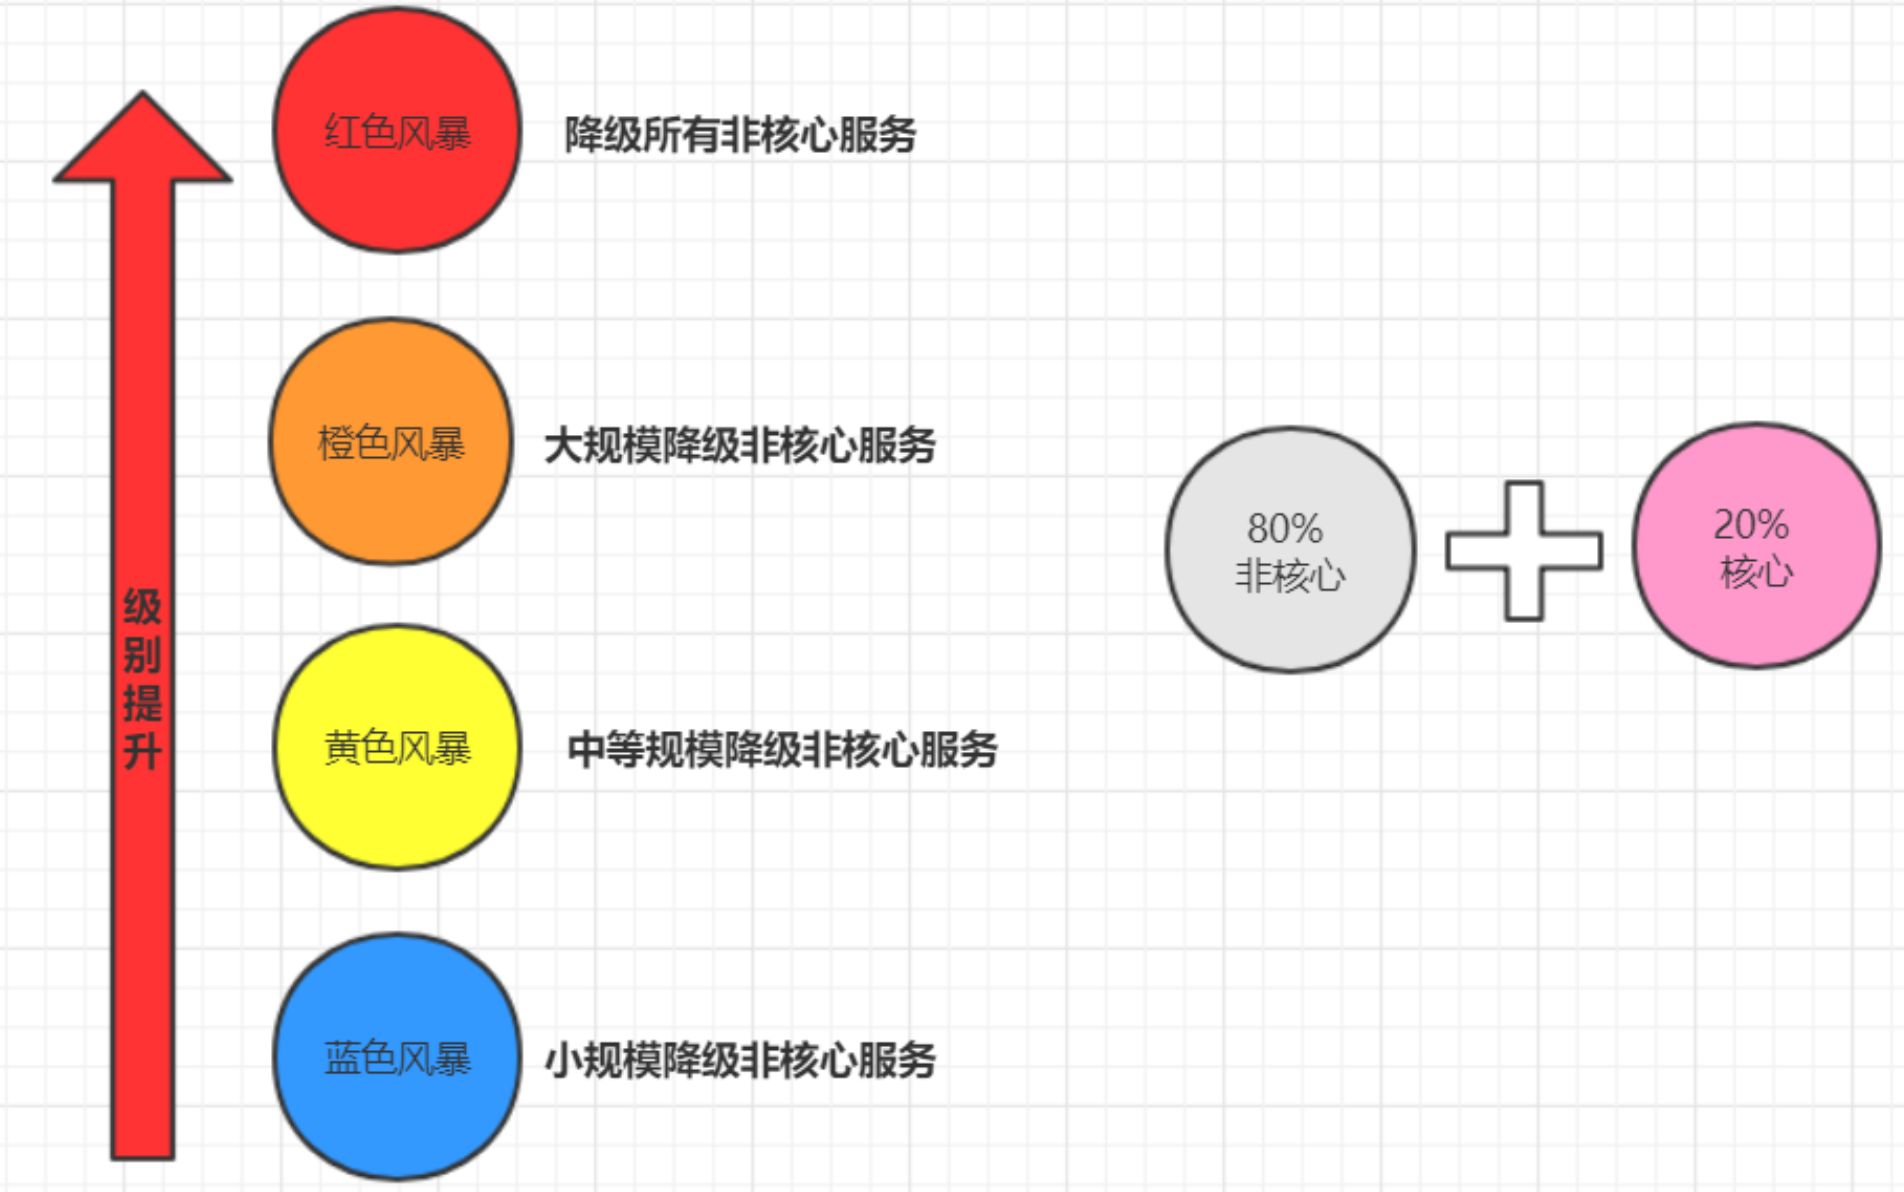 红色风暴
降级所有非核心服务
橙色风暴
大规模降级非核心服务
黄色风暴
中等规模降级非核心服务
蓝色风暴
小规模降级非核心服务
级
别
提
升
80%
非核心
20%
核心